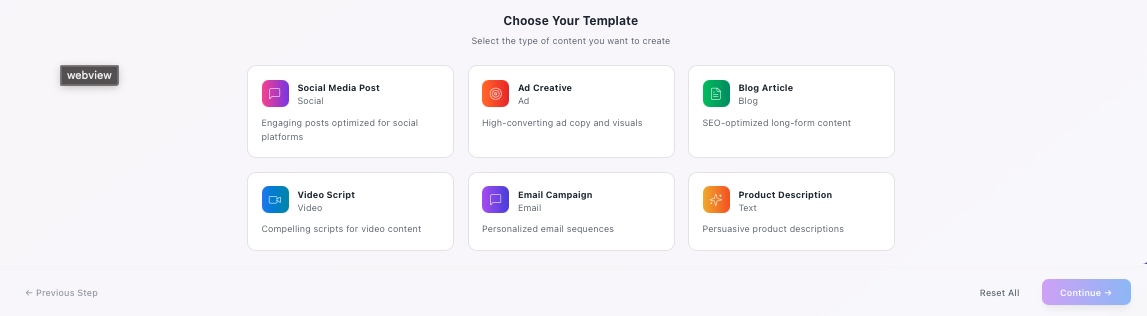 Choose Your Template
Select the type of content you want to create
webview
Social Media Post
Social
Engaging posts optimized for social
platforms
Ad Creative
Ad
High-converting ad copy and visuals
Blog Article
Blog
SEO-optimized long-form content
Video Script
Video
Compelling scripts for video content
Email Campaign
Email
Personalized email sequences
Product Description
Text
Persuasive product descriptions
← Previous Step
Reset All
Continue →